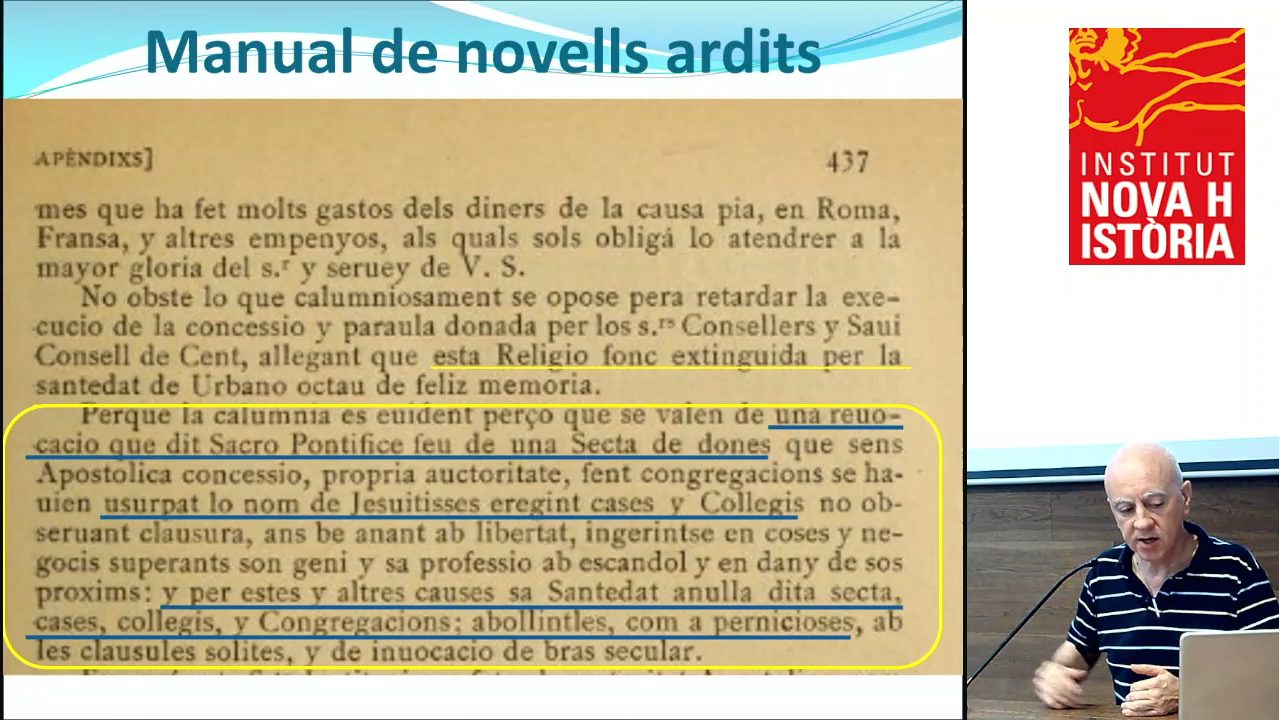 Manual de novells ardits
APÈNDIXS]
437
mes que ha fet molts gastos dels diners de la causa pia, en Roma,
Fransa, y altres empenyos, als quals sols obligá lo atendrer a la
mayor gloria del s.r y seruey de V. S.
No obste lo que calumniosament se opose pera retardar la exe-
cucio de la concessio y paraula donada per los s.rs Consellers y Saui
Consell de Cent, allegant que esta Religio fonc extinguida per la
santedat de Urbano octau de feliz memoria.
Perque la calumnia es euident perço que se valen de una reuo-
cacio que dit Sacro Pontifice feu de una Secta de dones que sens
Apostolica concessio, propria auctoritate, fent congregacions se ha-
uien usurpat lo nom de Jesuitisses eregint cases y Collegis no ob-
seruant clausura, ans be anant ab libertat, ingerintse en coses y ne-
gocis superants son geni y sa professio ab escandol y en dany de sos
proxims: y per estes y altres causes sa Santedat anulla dita secta,
cases, collegis, y Congregacions; abollintles, com a pernicioses, ab
les clausules solites, y de inuocacio de bras secular.
INSTITUT
NOVA H
ISTÒRIA